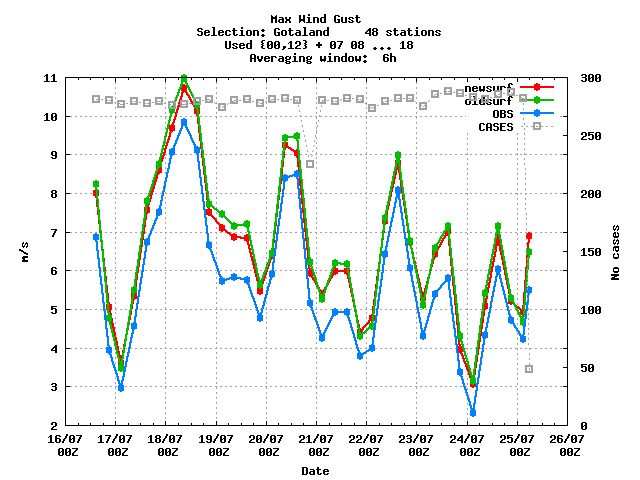 Max Wind Gust
Selection: Gotaland     48 stations
Used {00,12} + 07 08 ... 18
Averaging window:  6h
11
10
9
8
7
6
5
4
3
2
m/s
newsurf
oldsurf
OBS
CASES
300
250
200
150
100
50
0
No cases
16/07 17/07 18/07 19/07 20/07 21/07 22/07 23/07 24/07 25/07 26/07
00Z 00Z 00Z 00Z 00Z 00Z 00Z 00Z 00Z 00Z 00Z
Date